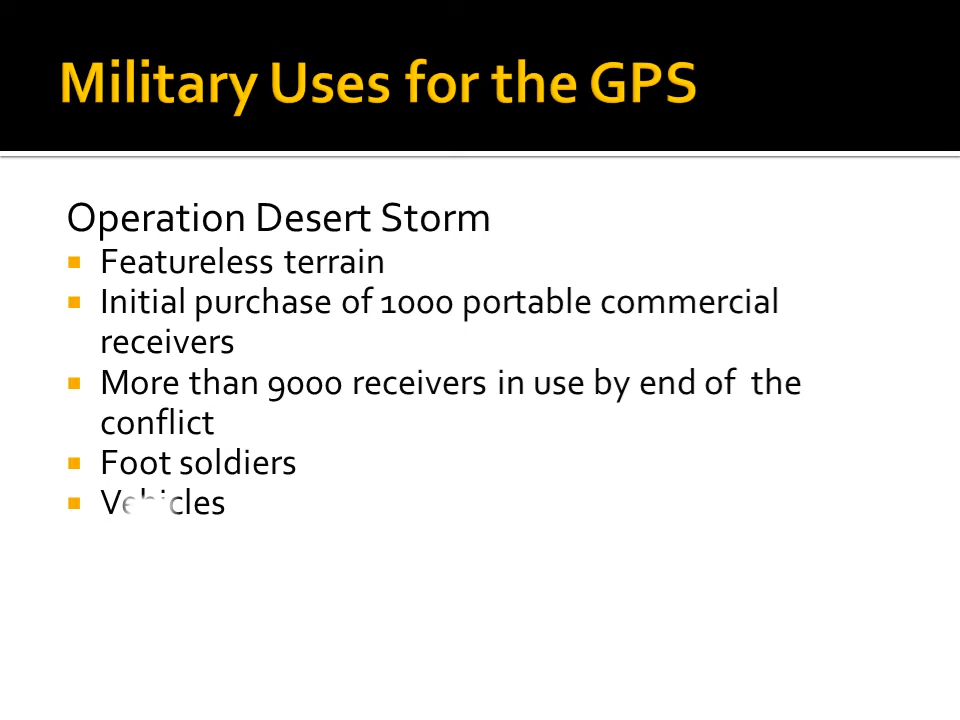 Military Uses for the GPS
Operation Desert Storm
Featureless terrain
Initial purchase of 1000 portable commercial
receivers
More than 9000 receivers in use by end of the
conflict
Foot soldiers
Vehicles